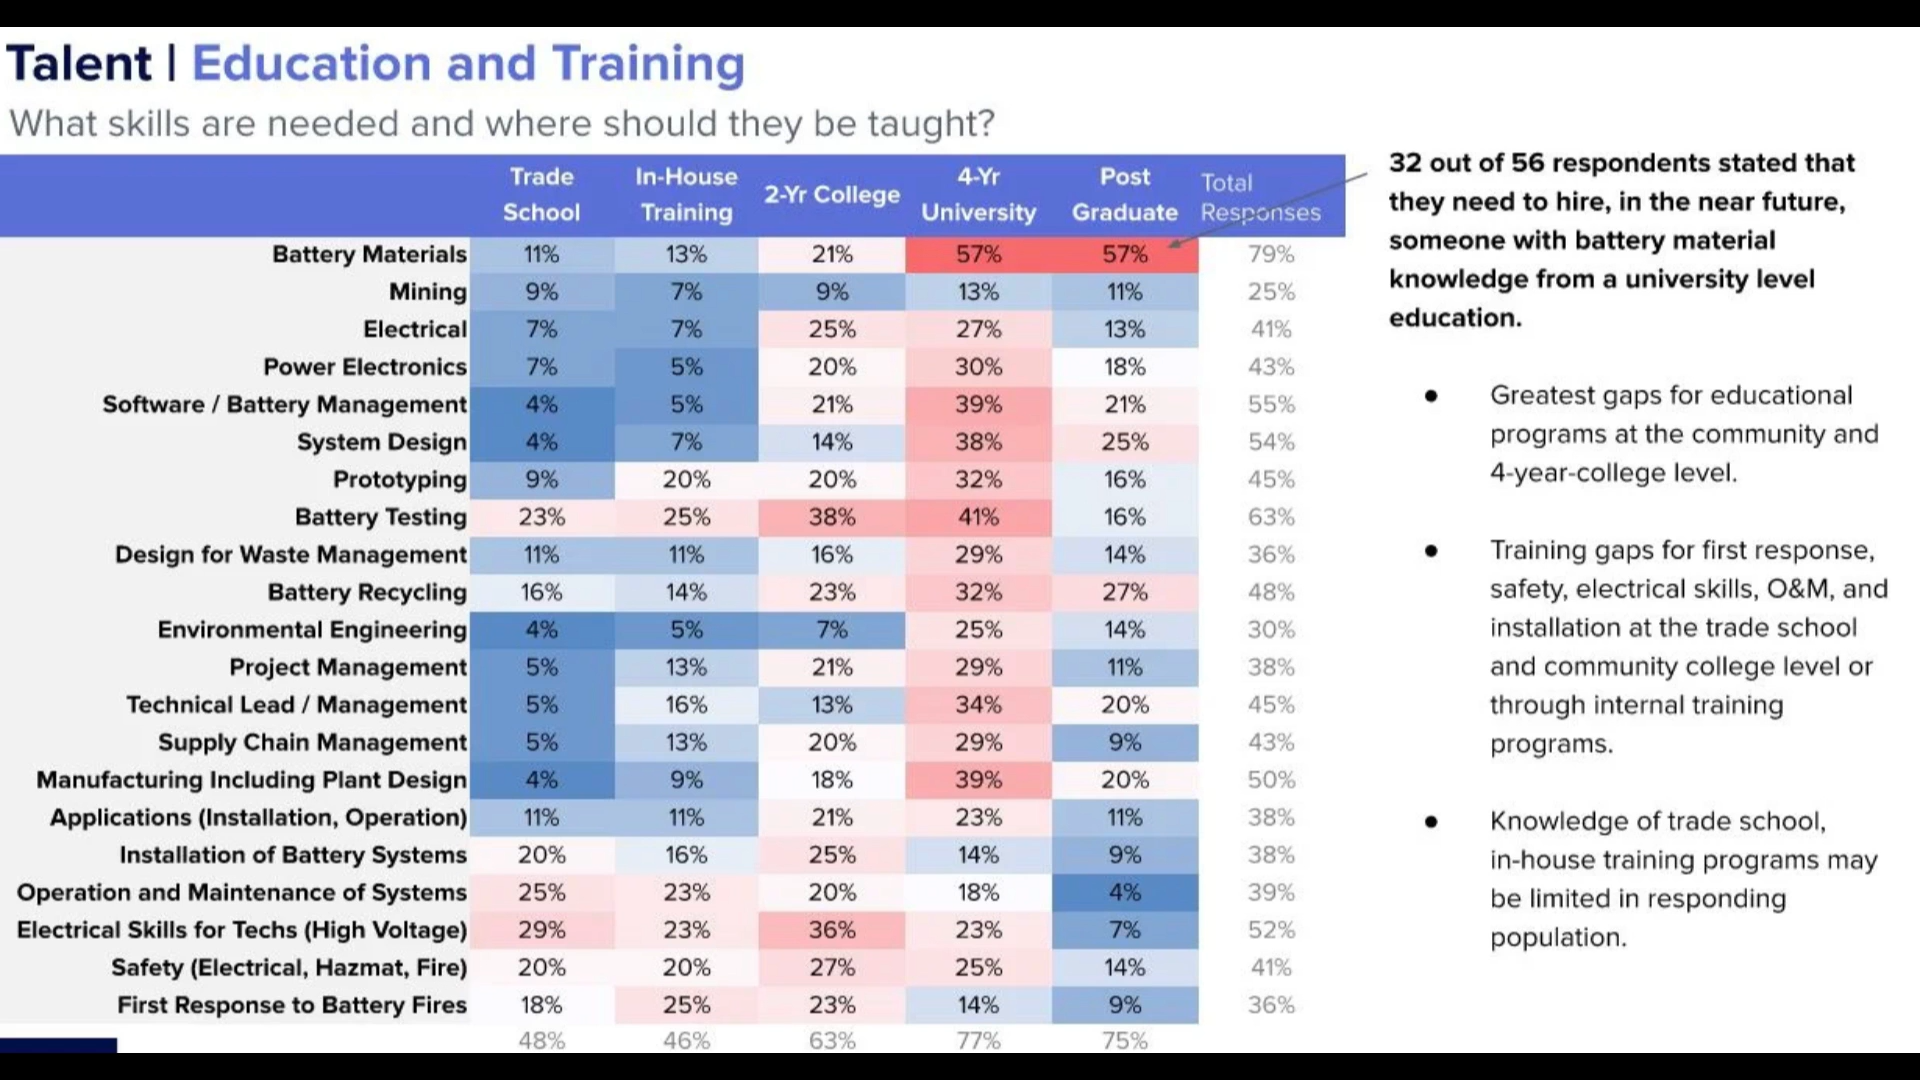 Talent | Education and Training
What skills are needed and where should they be taught?
Trade School In-House Training 2-Yr College 4-Yr University Post Graduate Total Responses
Battery Materials 11% 13% 21% 57% 57% 79%
Mining 9% 7% 9% 13% 11% 25%
Electrical 7% 7% 25% 27% 13% 41%
Power Electronics 7% 5% 20% 30% 18% 43%
Software / Battery Management 4% 5% 21% 39% 21% 55%
System Design 4% 7% 14% 38% 25% 54%
Prototyping 9% 20% 20% 32% 16% 45%
Battery Testing 23% 25% 38% 41% 16% 63%
Design for Waste Management 11% 11% 16% 29% 14% 36%
Battery Recycling 16% 14% 23% 32% 27% 48%
Environmental Engineering 4% 5% 7% 25% 14% 30%
Project Management 5% 13% 21% 29% 11% 38%
Technical Lead / Management 5% 16% 13% 34% 20% 45%
Supply Chain Management 5% 13% 20% 29% 9% 43%
Manufacturing Including Plant Design 4% 9% 18% 39% 20% 50%
Applications (Installation, Operation) 11% 11% 21% 23% 11% 38%
Installation of Battery Systems 20% 16% 25% 14% 9% 38%
Operation and Maintenance of Systems 25% 23% 20% 18% 4% 39%
Electrical Skills for Techs (High Voltage) 29% 23% 36% 23% 7% 52%
Safety (Electrical, Hazmat, Fire) 20% 20% 27% 25% 14% 41%
First Response to Battery Fires 18% 25% 23% 14% 9% 36%
48% 46% 63% 77% 75%
32 out of 56 respondents stated that
they need to hire, in the near future,
someone with battery material
knowledge from a university level
education.
● Greatest gaps for educational
programs at the community and
4-year-college level.
● Training gaps for first response,
safety, electrical skills, O&M, and
installation at the trade school
and community college level or
through internal training
programs.
● Knowledge of trade school,
in-house training programs may
be limited in responding
population.